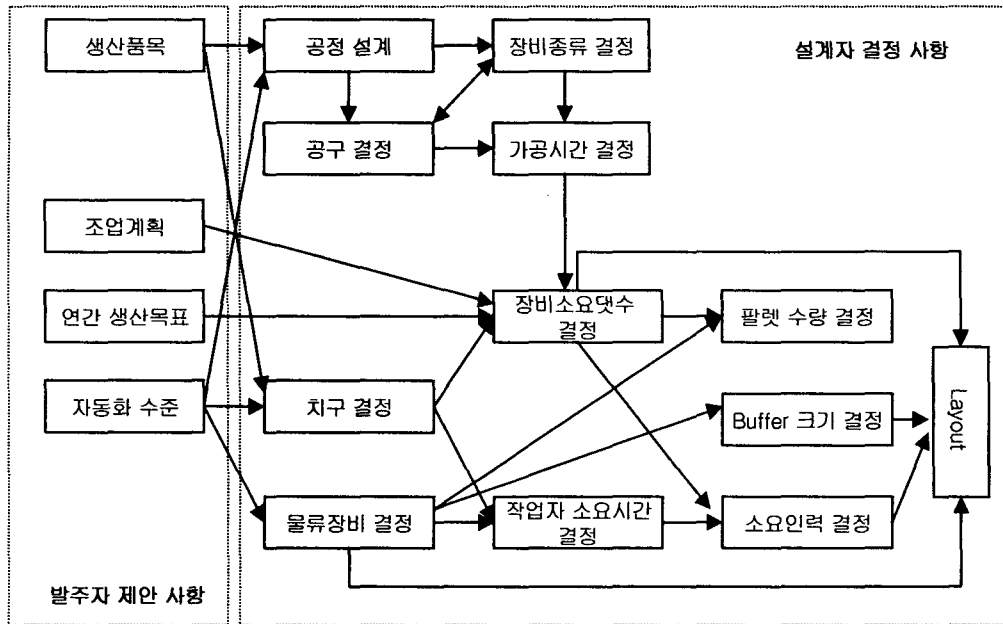 생산품목
공정 설계
장비종류 결정
설계자 결정 사항
공구 결정
가공시간 결정
조업계획
연간 생산목표
장비소요댓수
결정
팔렛 수량 결정
자동화 수준
치구 결정
Buffer 크기 결정
Layout
물류장비 결정
작업자 소요시간
결정
소요인력 결정
발주자 제안 사항